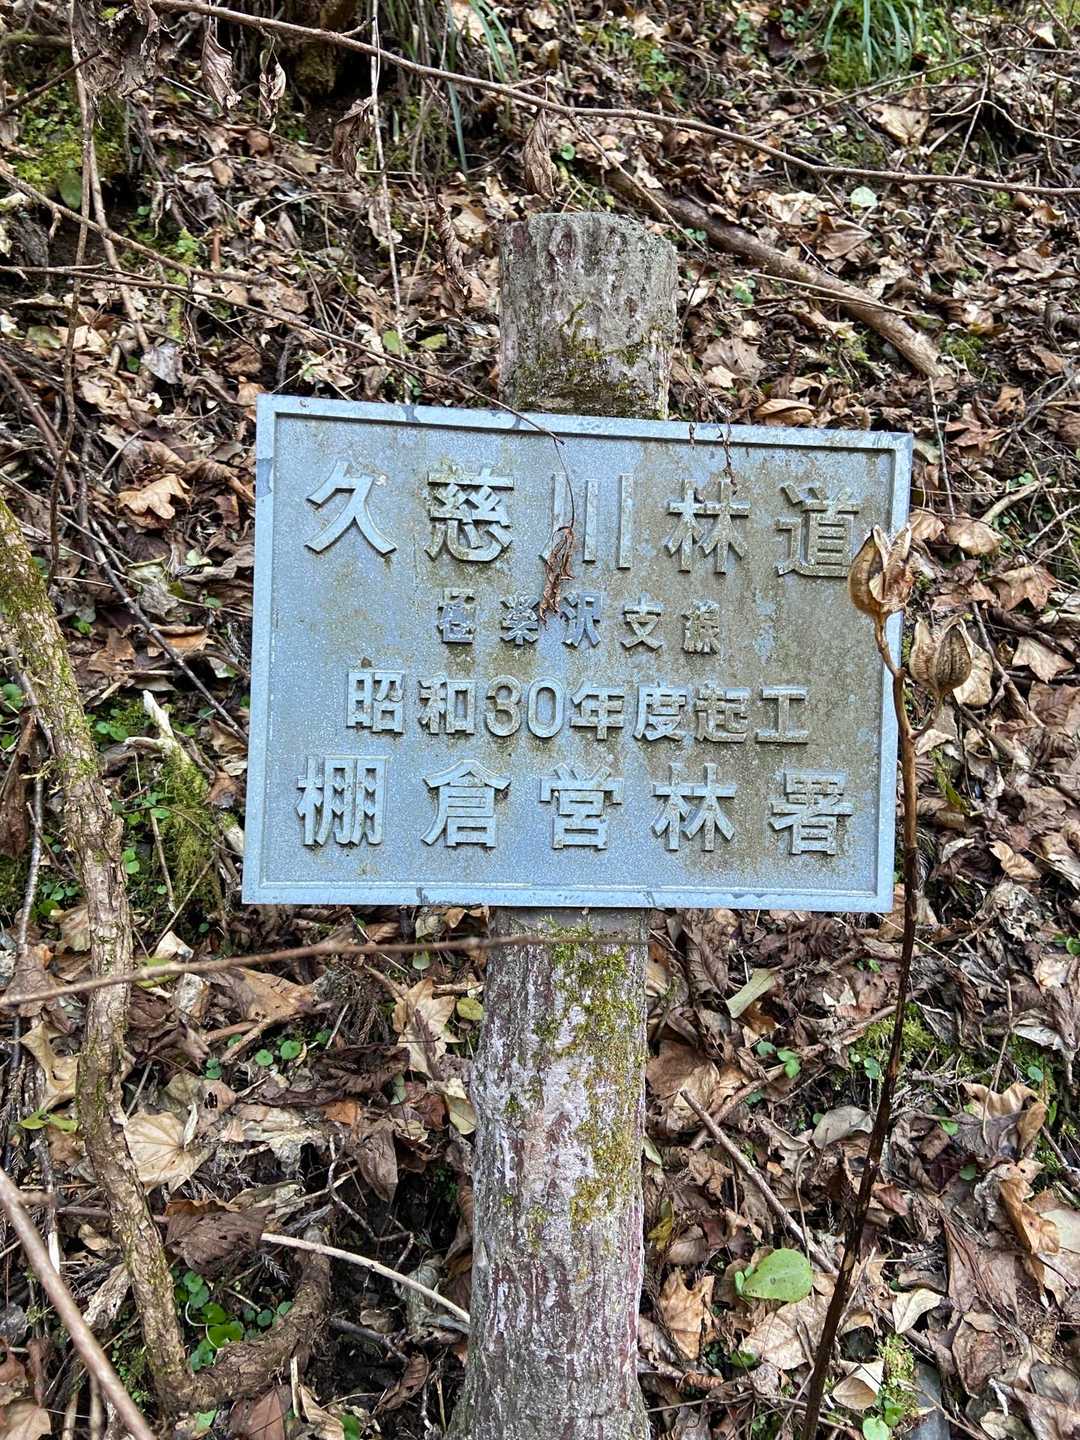 久慈川林道
極楽沢支線
昭和30年度起工
棚倉営林署